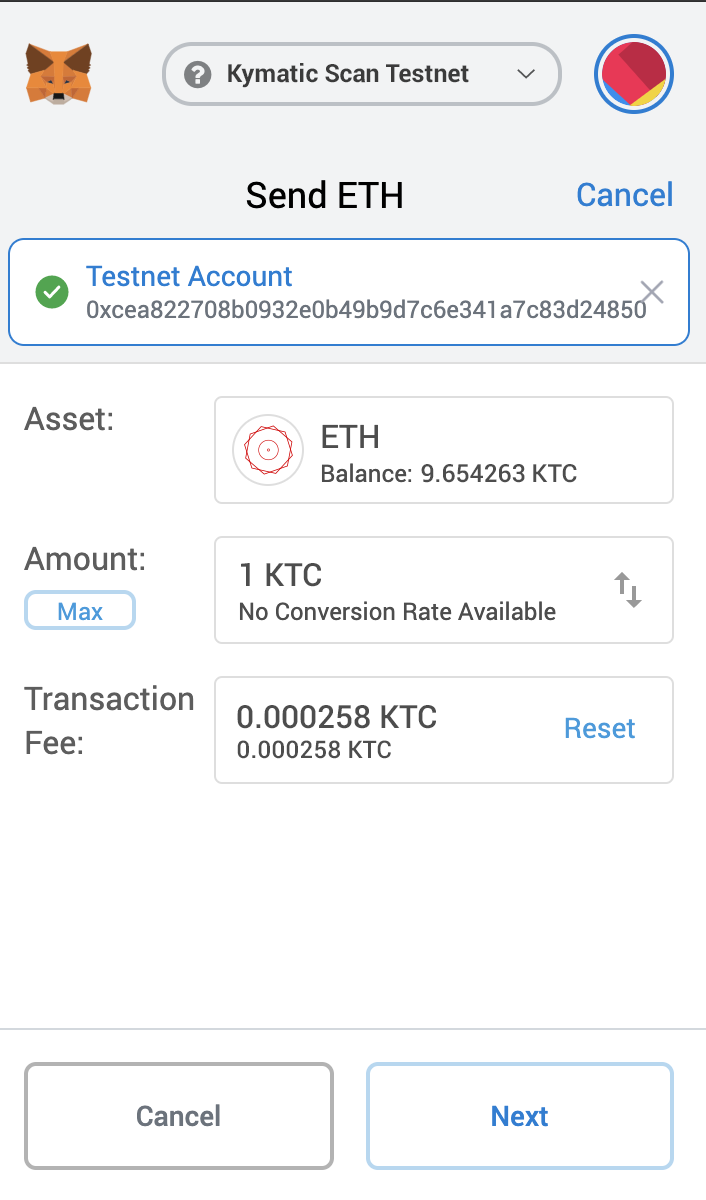 ? Kymatic Scan Testnet
Send ETH
Cancel
Testnet Account
0xcea822708b0932e0b49b9d7c6e341a7c83d24850
Asset:
ETH
Balance: 9.654263 KTC
Amount:
1 KTC
Max
No Conversion Rate Available
Transaction
Fee:
0.000258 KTC
0.000258 KTC
Reset
Cancel
Next